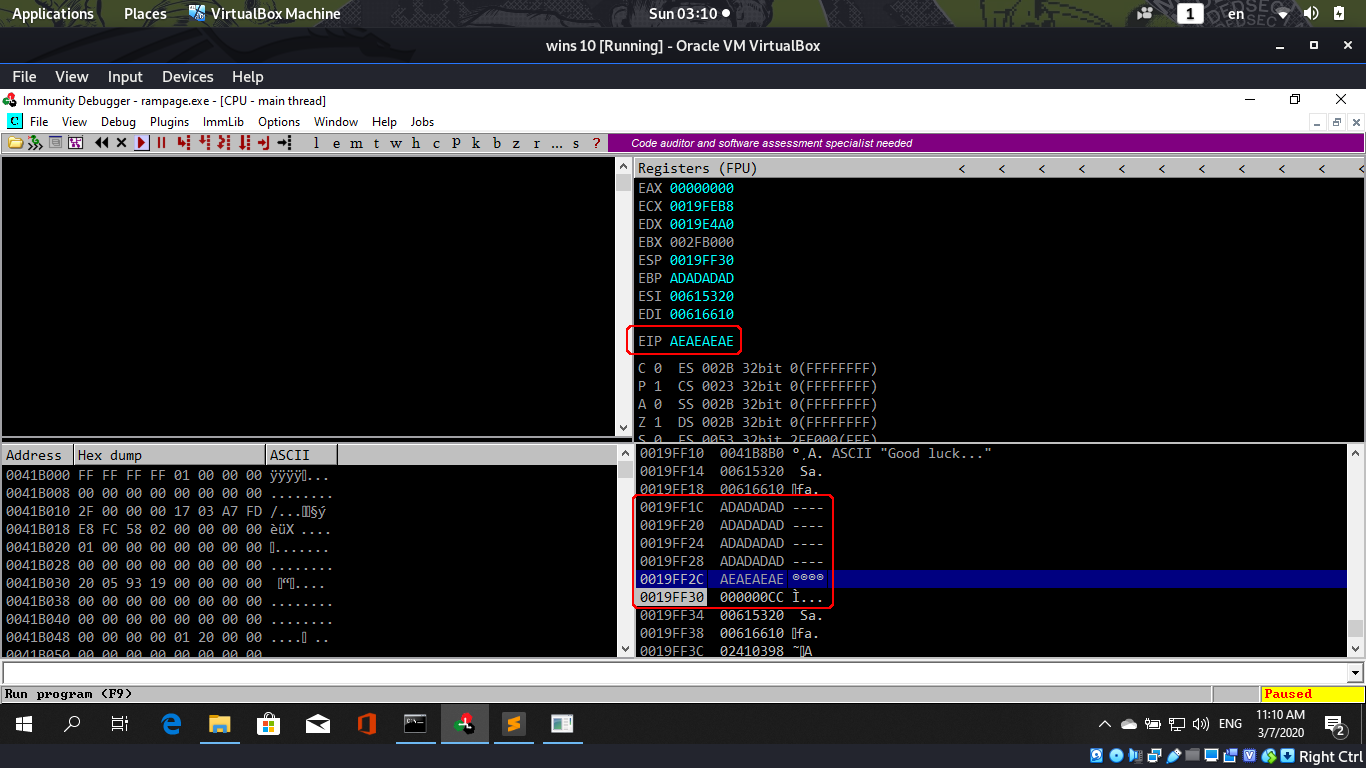 Applications Places VirtualBox Machine Sun 03:10 1 en
wins 10 [Running] - Oracle VM VirtualBox
File View Input Devices Help
Immunity Debugger - rampage.exe - [CPU - main thread]
C File View Debug Plugins ImmLib Options Window Help Jobs
l e m t w h c P k b z r ... s ? Code auditor and software assessment specialist needed
Registers (FPU) < < < < < < < < < < <
EAX 00000000
ECX 0019FEB8
EDX 0019E4A0
EBX 002FB000
ESP 0019FF30
EBP ADADADAD
ESI 00615320
EDI 00616610
EIP AEAEAEAE
C 0 ES 002B 32bit 0(FFFFFFFF)
P 1 CS 0023 32bit 0(FFFFFFFF)
A 0 SS 002B 32bit 0(FFFFFFFF)
Z 1 DS 002B 32bit 0(FFFFFFFF)
S 0 FS 0053 32bit 2FF000(FFF)
Address Hex dump ASCII
0041B000 FF FF FF FF 01 00 00 00 ÿÿÿÿ...
0041B008 00 00 00 00 00 00 00 00 ........
0041B010 2F 00 00 00 17 03 A7 FD /...§ý
0041B018 E8 FC 58 02 00 00 00 00 èüX ....
0041B020 01 00 00 00 00 00 00 00 .......
0041B028 00 00 00 00 00 00 00 00 ........
0041B030 20 05 93 19 00 00 00 00 “....
0041B038 00 00 00 00 00 00 00 00 ........
0041B040 00 00 00 00 00 00 00 00 ........
0041B048 00 00 00 00 01 20 00 00 .... ..
0041B050 00 00 00 00 00 00 00 00
0019FF10 0041B8B0 °¸A. ASCII "Good luck..."
0019FF14 00615320 Sa.
0019FF18 00616610 fa.
0019FF1C ADADADAD ----
0019FF20 ADADADAD ----
0019FF24 ADADADAD ----
0019FF28 ADADADAD ----
0019FF2C AEAEAEAE ®®®®
0019FF30 000000CC Ì...
0019FF34 00615320 Sa.
0019FF38 00616610 fa.
0019FF3C 02410398 ˜A
Run program (F9) Paused
ENG 11:10 AM
3/7/2020 2
Right Ctrl